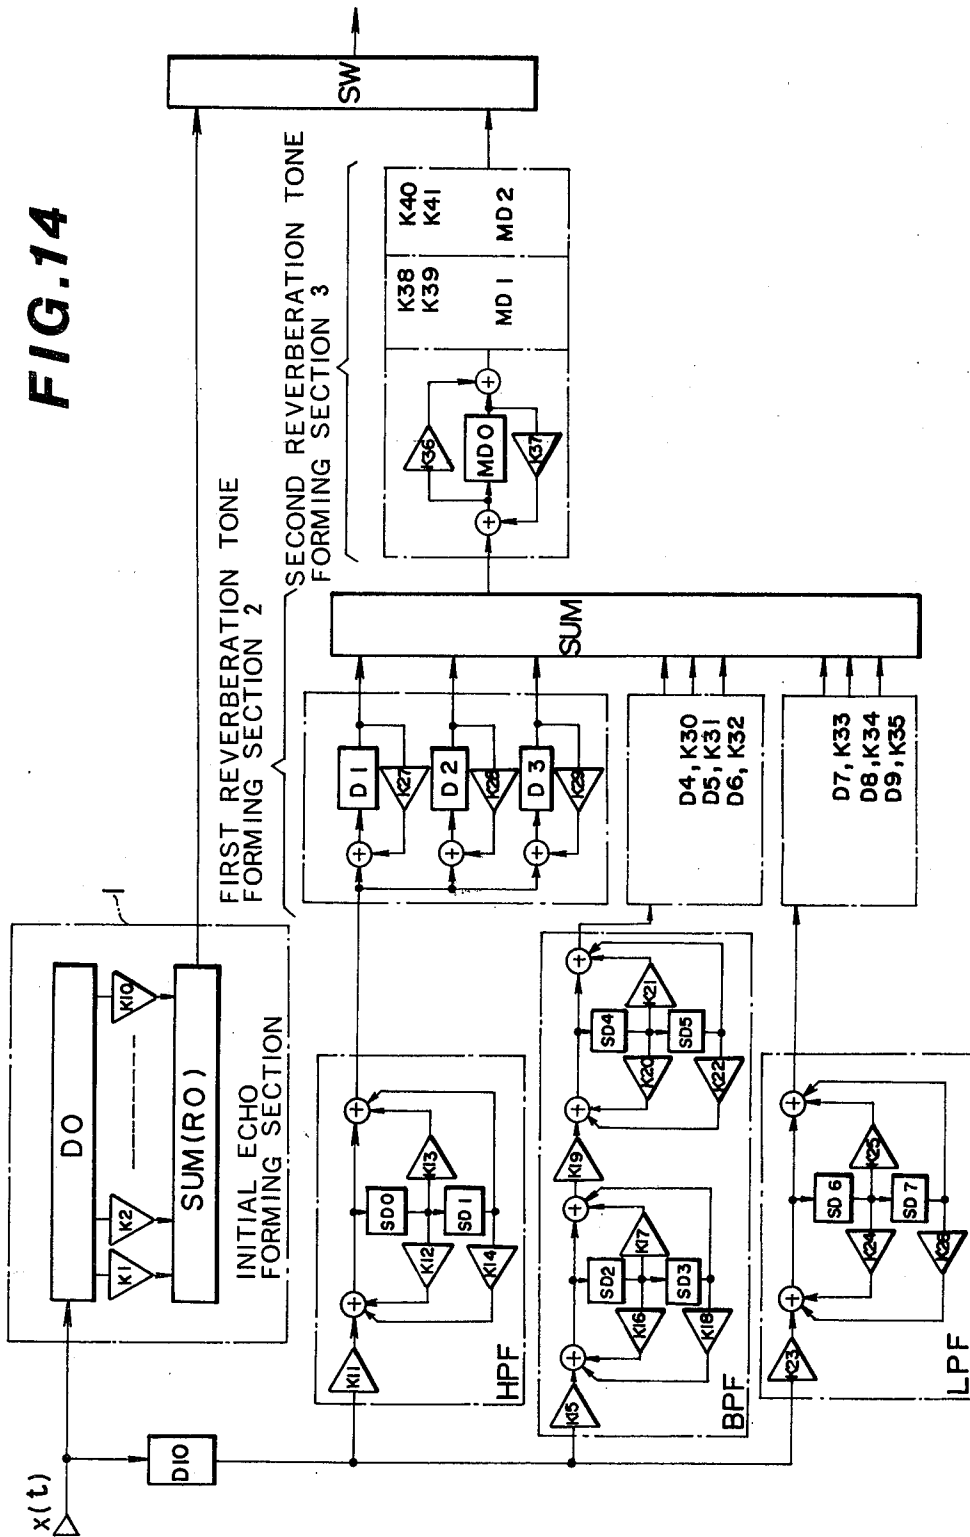 FIG.14
x(t)
D10
1
D0
K1
K2
K10
SUM(R0)
INITIAL ECHO
FORMING SECTION
SW
FIRST REVERBERATION TONE
FORMING SECTION 2
SECOND REVERBERATION TONE
FORMING SECTION 3
K11
K12
K13
K14
SD0
SD1
HPF
D1
K27
D2
K28
D3
K29
SUM
K36
MD0
K37
K38
K39
MD1
K40
K41
MD2
K15
K16
K17
K18
SD2
SD3
K19
K20
K21
K22
SD4
SD5
BPF
D4, K30
D5, K31
D6, K32
K23
K24
K25
K26
SD6
SD7
LPF
D7, K33
D8, K34
D9, K35